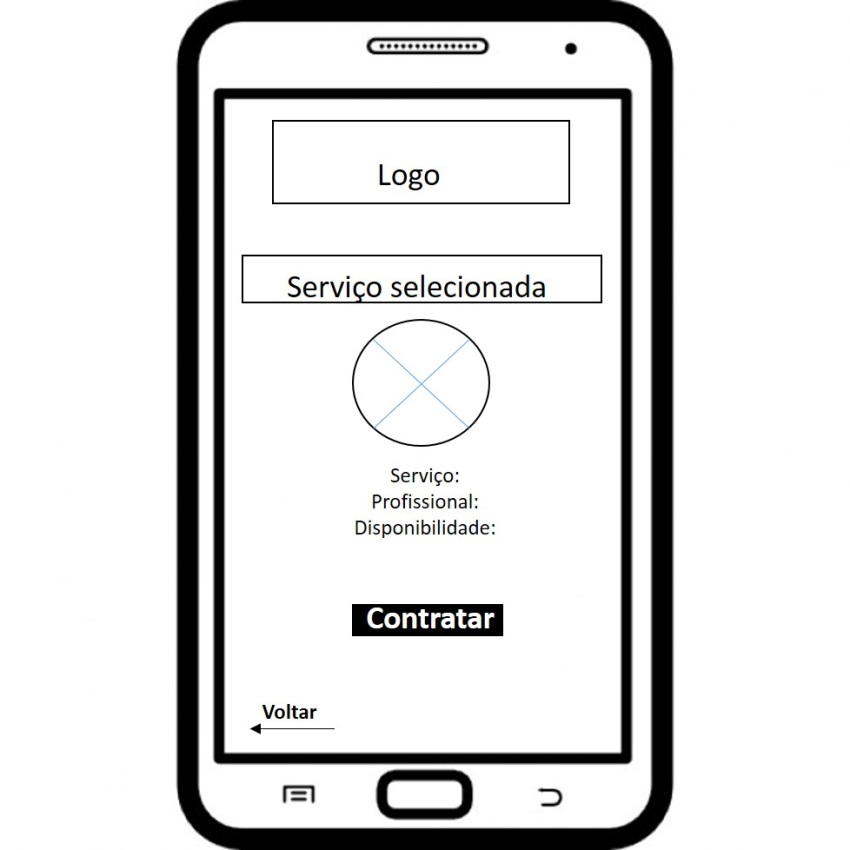 Logo
Serviço selecionada
Serviço:
Profissional:
Disponibilidade:
Contratar
Voltar